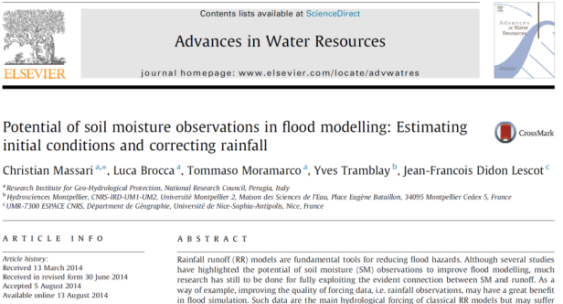 Contents lists available at ScienceDirect
Advances in Water Resources
journal homepage: www.elsevier.com/locate/advwatres
ELSEVIER
Advances in
Water Resources
Potential of soil moisture observations in flood modelling: Estimating
initial conditions and correcting rainfall
CrossMark
Christian Massari a,*, Luca Brocca a, Tommaso Moramarco a, Yves Tramblay b, Jean-Francois Didon Lescot c
a Research Institute for Geo-Hydrological Protection, National Research Council, Perugia, Italy
b Hydrosciences Montpellier, CNRS-IRD-UM1-UM2, Université Montpellier 2, Maison des Sciences de l'Eau, Place Eugène Bataillon, 34095 Montpellier Cedex 5, France
c UMR-7300 ESPACE CNRS, Départment de Géographie, Université de Nice-Sophia-Antipolis, Nice, France
ARTICLE INFO
Article history:
Received 13 March 2014
Received in revised form 30 June 2014
Accepted 5 August 2014
Available online 13 August 2014
ABSTRACT
Rainfall runoff (RR) models are fundamental tools for reducing flood hazards. Although several studies
have highlighted the potential of soil moisture (SM) observations to improve flood modelling, much
research has still to be done for fully exploiting the evident connection between SM and runoff. As a
way of example, improving the quality of forcing data, i.e. rainfall observations, may have a great benefit
in flood simulation. Such data are the main hydrological forcing of classical RR models but may suffer